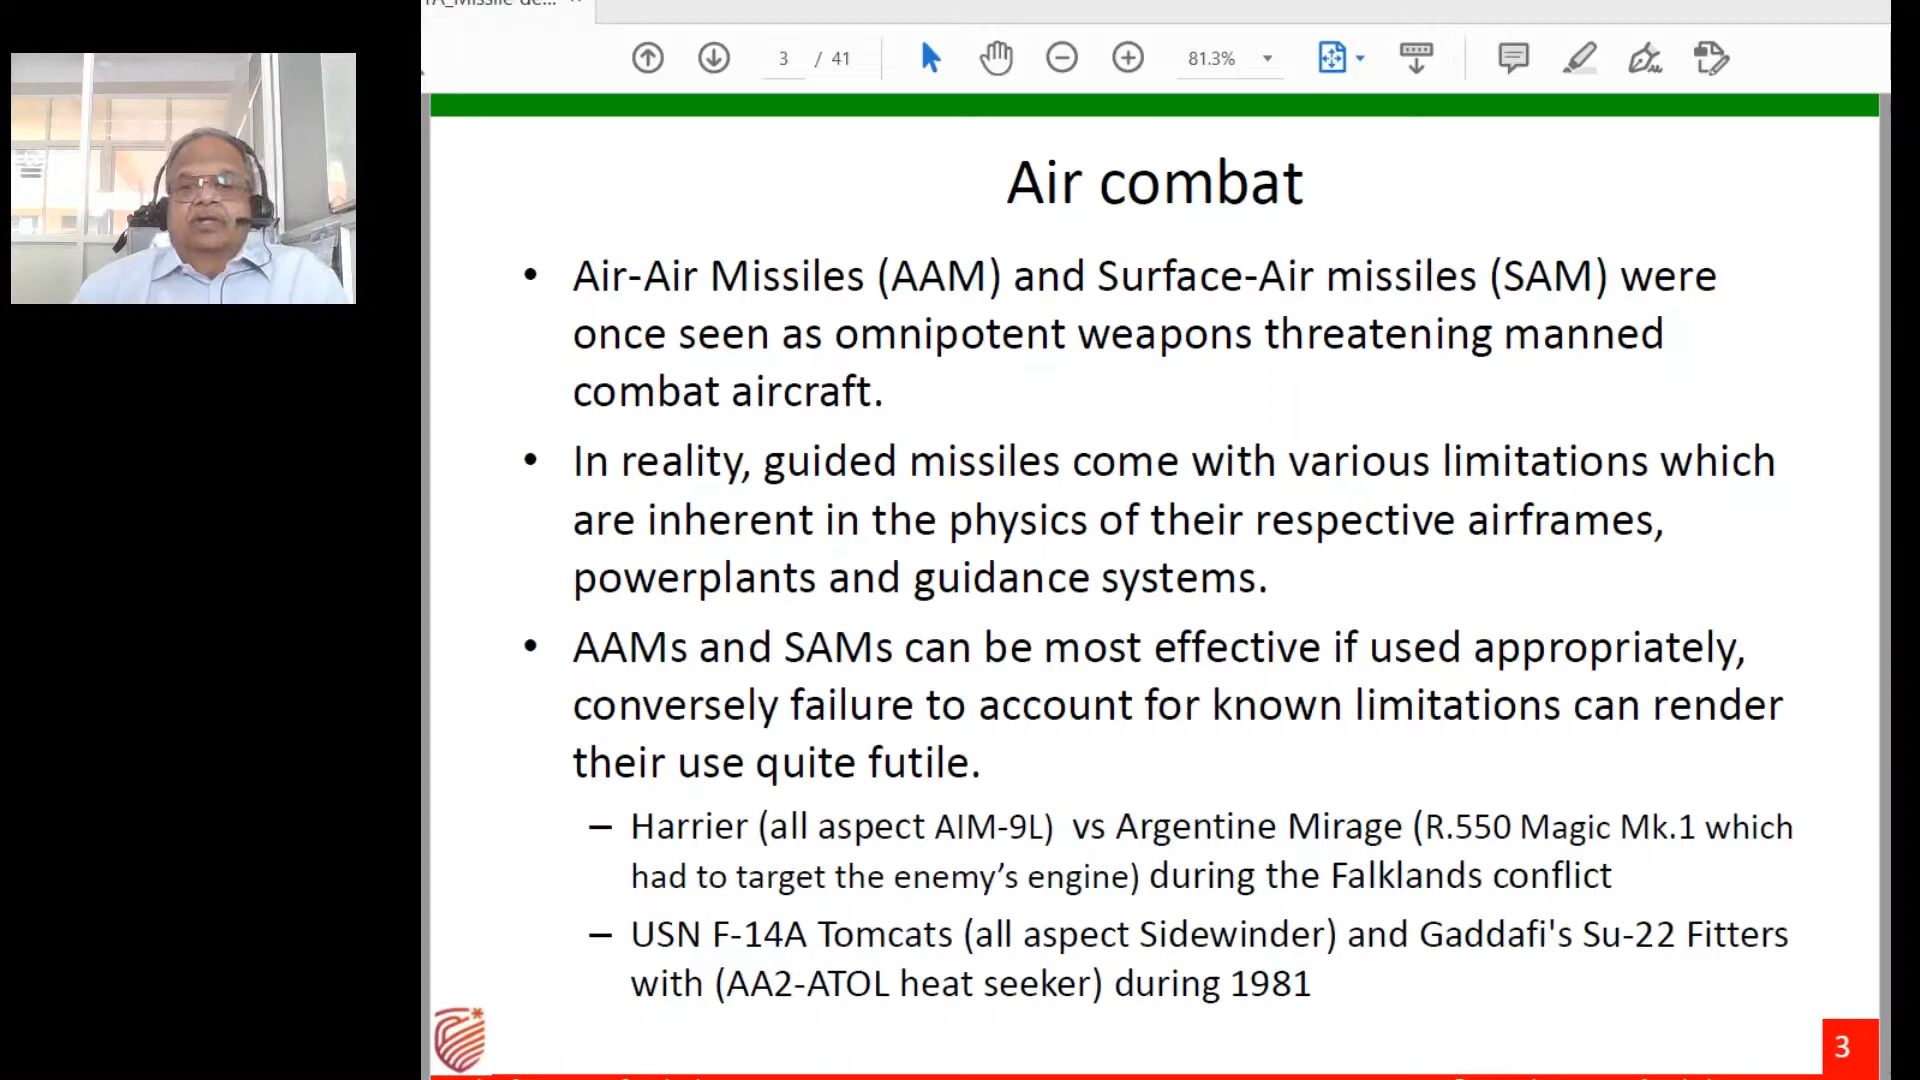 3 / 41
81.3%
Air combat
• Air-Air Missiles (AAM) and Surface-Air missiles (SAM) were
once seen as omnipotent weapons threatening manned
combat aircraft.
• In reality, guided missiles come with various limitations which
are inherent in the physics of their respective airframes,
powerplants and guidance systems.
• AAMs and SAMs can be most effective if used appropriately,
conversely failure to account for known limitations can render
their use quite futile.
– Harrier (all aspect AIM-9L) vs Argentine Mirage (R.550 Magic Mk.1 which
had to target the enemy’s engine) during the Falklands conflict
– USN F-14A Tomcats (all aspect Sidewinder) and Gaddafi's Su-22 Fitters
with (AA2-ATOL heat seeker) during 1981
3